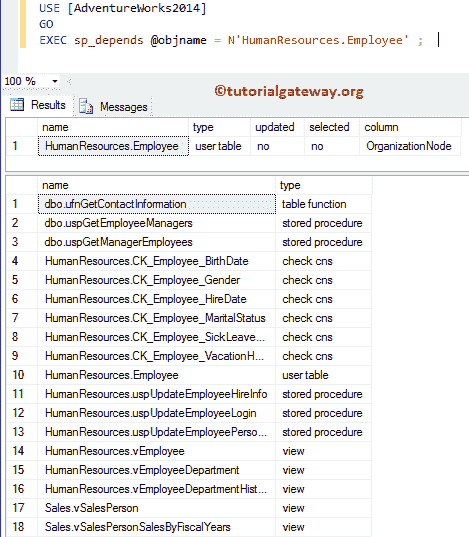 USE [AdventureWorks2014]
GO
EXEC sp_depends @objname = N'HumanResources.Employee' ;
100 %
©tutorialgateway.org
Results Messages
name type updated selected column
1 HumanResources.Employee user table no no OrganizationNode
name type
1 dbo.ufnGetContactInformation table function
2 dbo.uspGetEmployeeManagers stored procedure
3 dbo.uspGetManagerEmployees stored procedure
4 HumanResources.CK_Employee_BirthDate check cns
5 HumanResources.CK_Employee_Gender check cns
6 HumanResources.CK_Employee_HireDate check cns
7 HumanResources.CK_Employee_MaritalStatus check cns
8 HumanResources.CK_Employee_SickLeave... check cns
9 HumanResources.CK_Employee_VacationH... check cns
10 HumanResources.Employee user table
11 HumanResources.uspUpdateEmployeeHireInfo stored procedure
12 HumanResources.uspUpdateEmployeeLogin stored procedure
13 HumanResources.uspUpdateEmployeePerso... stored procedure
14 HumanResources.vEmployee view
15 HumanResources.vEmployeeDepartment view
16 HumanResources.vEmployeeDepartmentHist... view
17 Sales.vSalesPerson view
18 Sales.vSalesPersonSalesByFiscalYears view